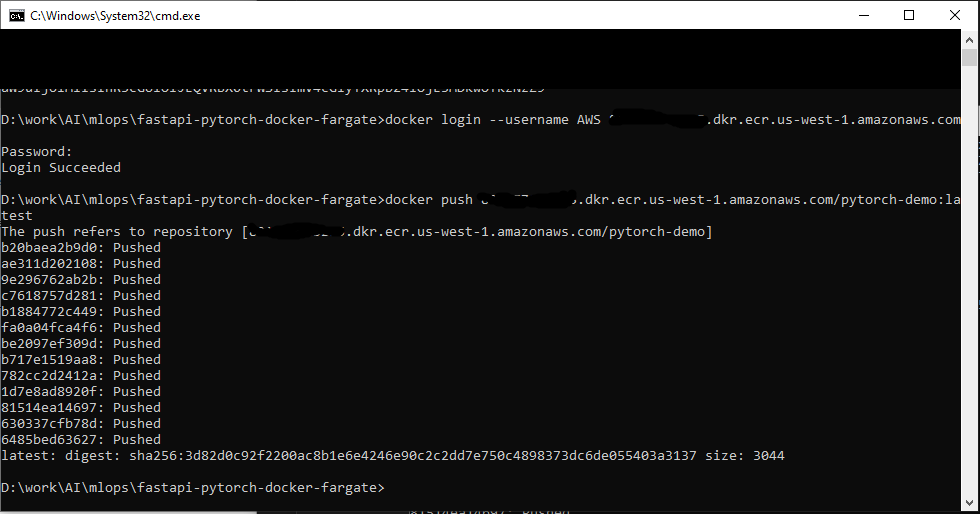 C:\Windows\System32\cmd.exe
D:\work\AI\mlops\fastapi-pytorch-docker-fargate>docker login --username AWS .dkr.ecr.us-west-1.amazonaws.com
Password:
Login Succeeded
D:\work\AI\mlops\fastapi-pytorch-docker-fargate>docker push .dkr.ecr.us-west-1.amazonaws.com/pytorch-demo:la
test
The push refers to repository [ .dkr.ecr.us-west-1.amazonaws.com/pytorch-demo]
b20baea2b9d0: Pushed
ae311d202108: Pushed
9e296762ab2b: Pushed
c7618757d281: Pushed
b1884772c449: Pushed
fa0a04fca4f6: Pushed
be2097ef309d: Pushed
b717e1519aa8: Pushed
782cc2d2412a: Pushed
1d7e8ad8920f: Pushed
81514ea14697: Pushed
630337cfb78d: Pushed
6485bed63627: Pushed
latest: digest: sha256:3d82d0c92f2200ac8b1e6e4246e90c2c2dd7e750c4898373dc6de055403a3137 size: 3044
D:\work\AI\mlops\fastapi-pytorch-docker-fargate>